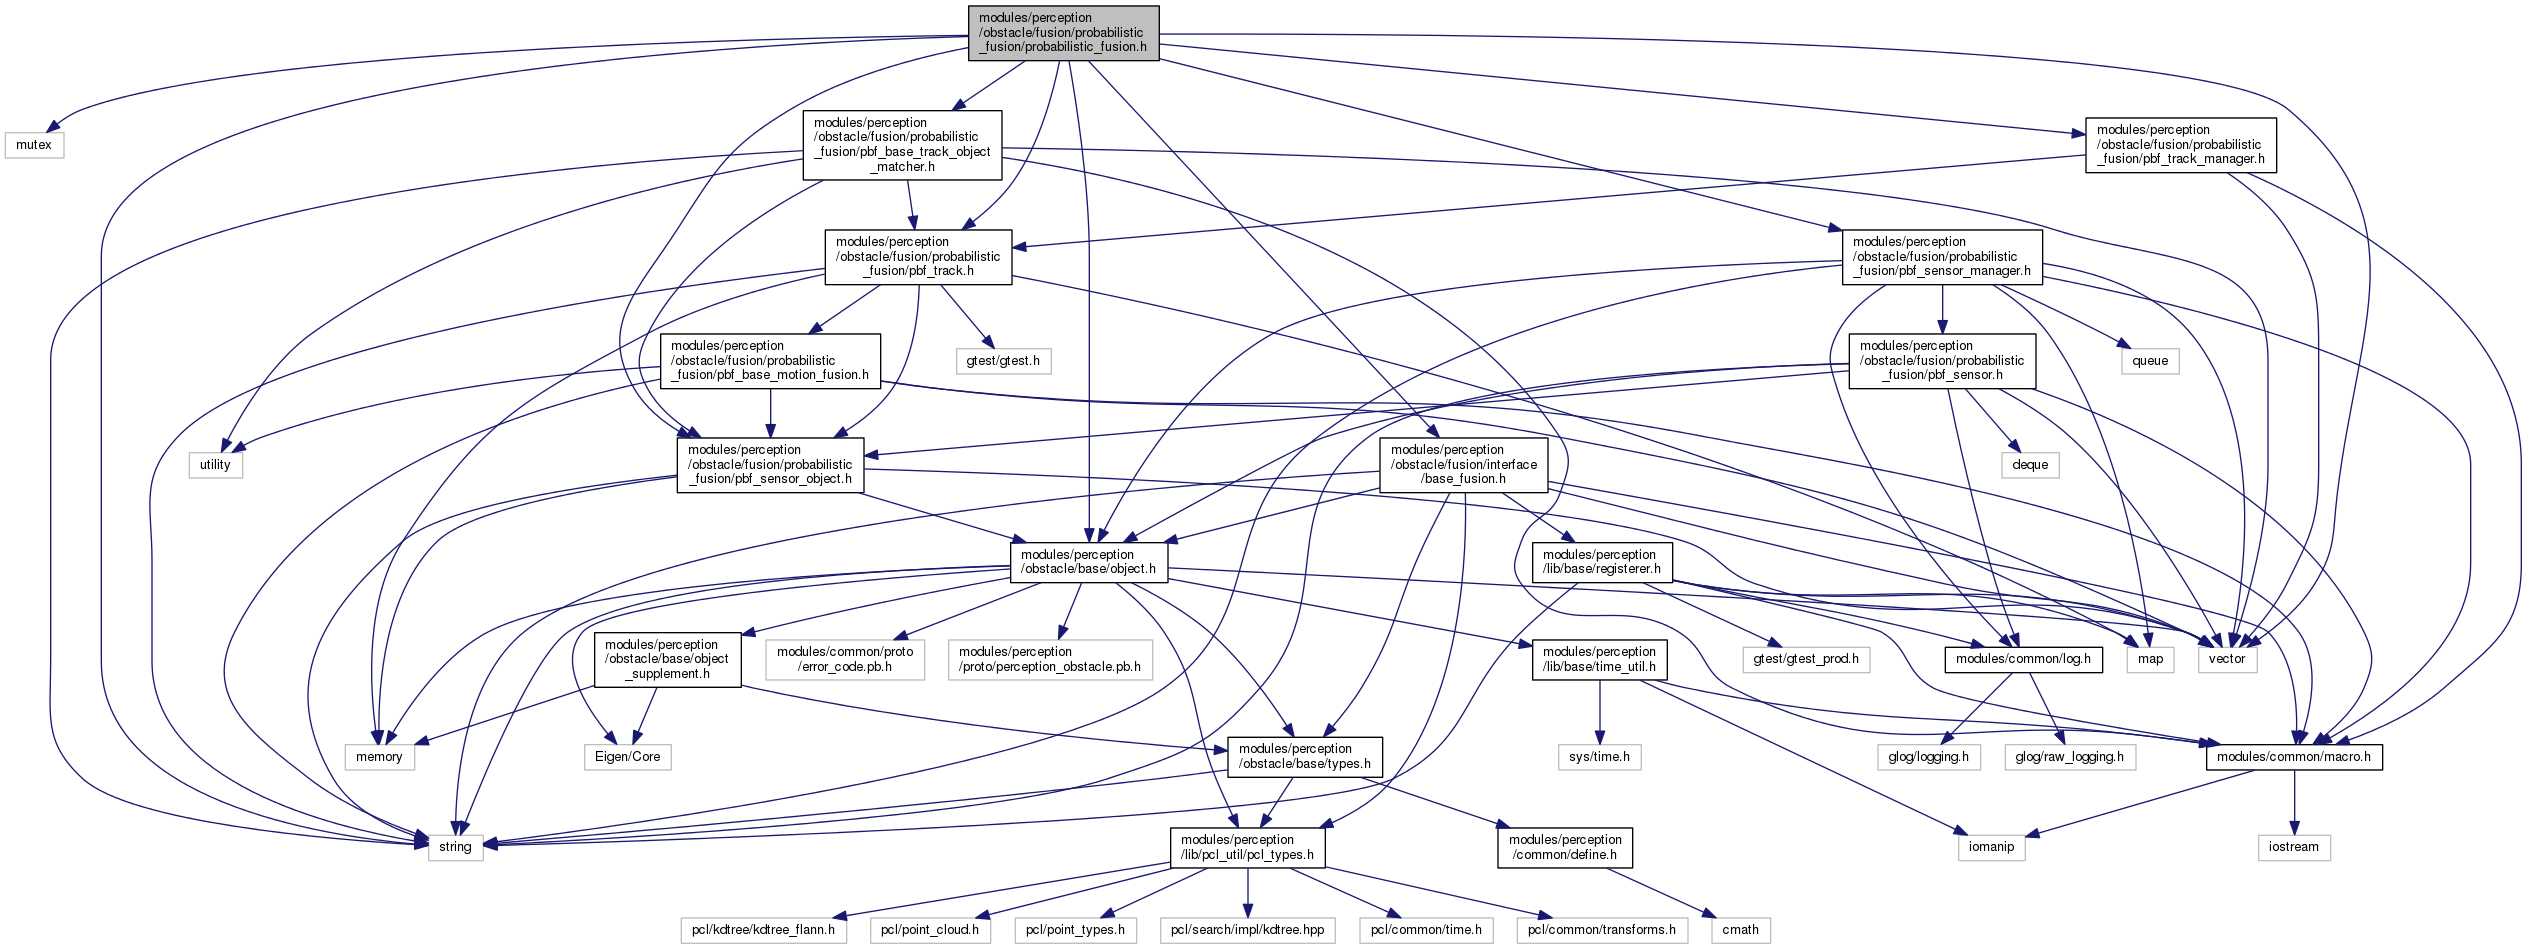 modules/perception
/obstacle/fusion/probabilistic
_fusion/probabilistic_fusion.h
mutex
modules/perception
/obstacle/fusion/probabilistic
_fusion/pbf_base_track_object
_matcher.h
modules/perception
/obstacle/fusion/probabilistic
_fusion/pbf_track_manager.h
modules/perception
/obstacle/fusion/probabilistic
_fusion/pbf_track.h
modules/perception
/obstacle/fusion/probabilistic
_fusion/pbf_sensor_manager.h
modules/perception
/obstacle/fusion/probabilistic
_fusion/pbf_base_motion_fusion.h
gtest/gtest.h
modules/perception
/obstacle/fusion/probabilistic
_fusion/pbf_sensor.h
queue
utility
modules/perception
/obstacle/fusion/probabilistic
_fusion/pbf_sensor_object.h
modules/perception
/obstacle/fusion/interface
/base_fusion.h
deque
modules/perception
/obstacle/base/object.h
modules/perception
/lib/base/registerer.h
modules/perception
/obstacle/base/object
_supplement.h
modules/common/proto
/error_code.pb.h
modules/perception
/proto/perception_obstacle.pb.h
modules/perception
/lib/base/time_util.h
gtest/gtest_prod.h
modules/common/log.h
map
vector
memory
Eigen/Core
modules/perception
/obstacle/base/types.h
sys/time.h
glog/logging.h
glog/raw_logging.h
modules/common/macro.h
string
modules/perception
/lib/pcl_util/pcl_types.h
modules/perception
/common/define.h
iomanip
iostream
pcl/kdtree/kdtree_flann.h
pcl/point_cloud.h
pcl/point_types.h
pcl/search/impl/kdtree.hpp
pcl/common/time.h
pcl/common/transforms.h
cmath